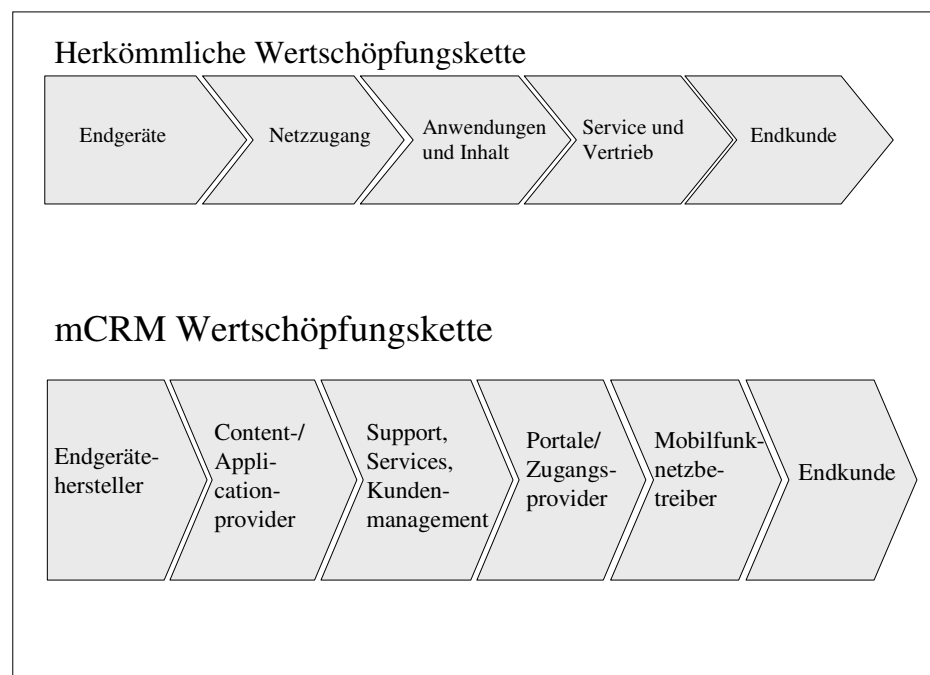 Herkömmliche Wertschöpfungskette
Endgeräte
Netzzugang
Anwendungen
und Inhalt
Service und
Vertrieb
Endkunde
mCRM Wertschöpfungskette
Endgeräte-
hersteller
Content-/
Appli-
cation-
provider
Support,
Services,
Kunden-
management
Portale/
Zugangs-
provider
Mobilfunk-
netzbe-
treiber
Endkunde